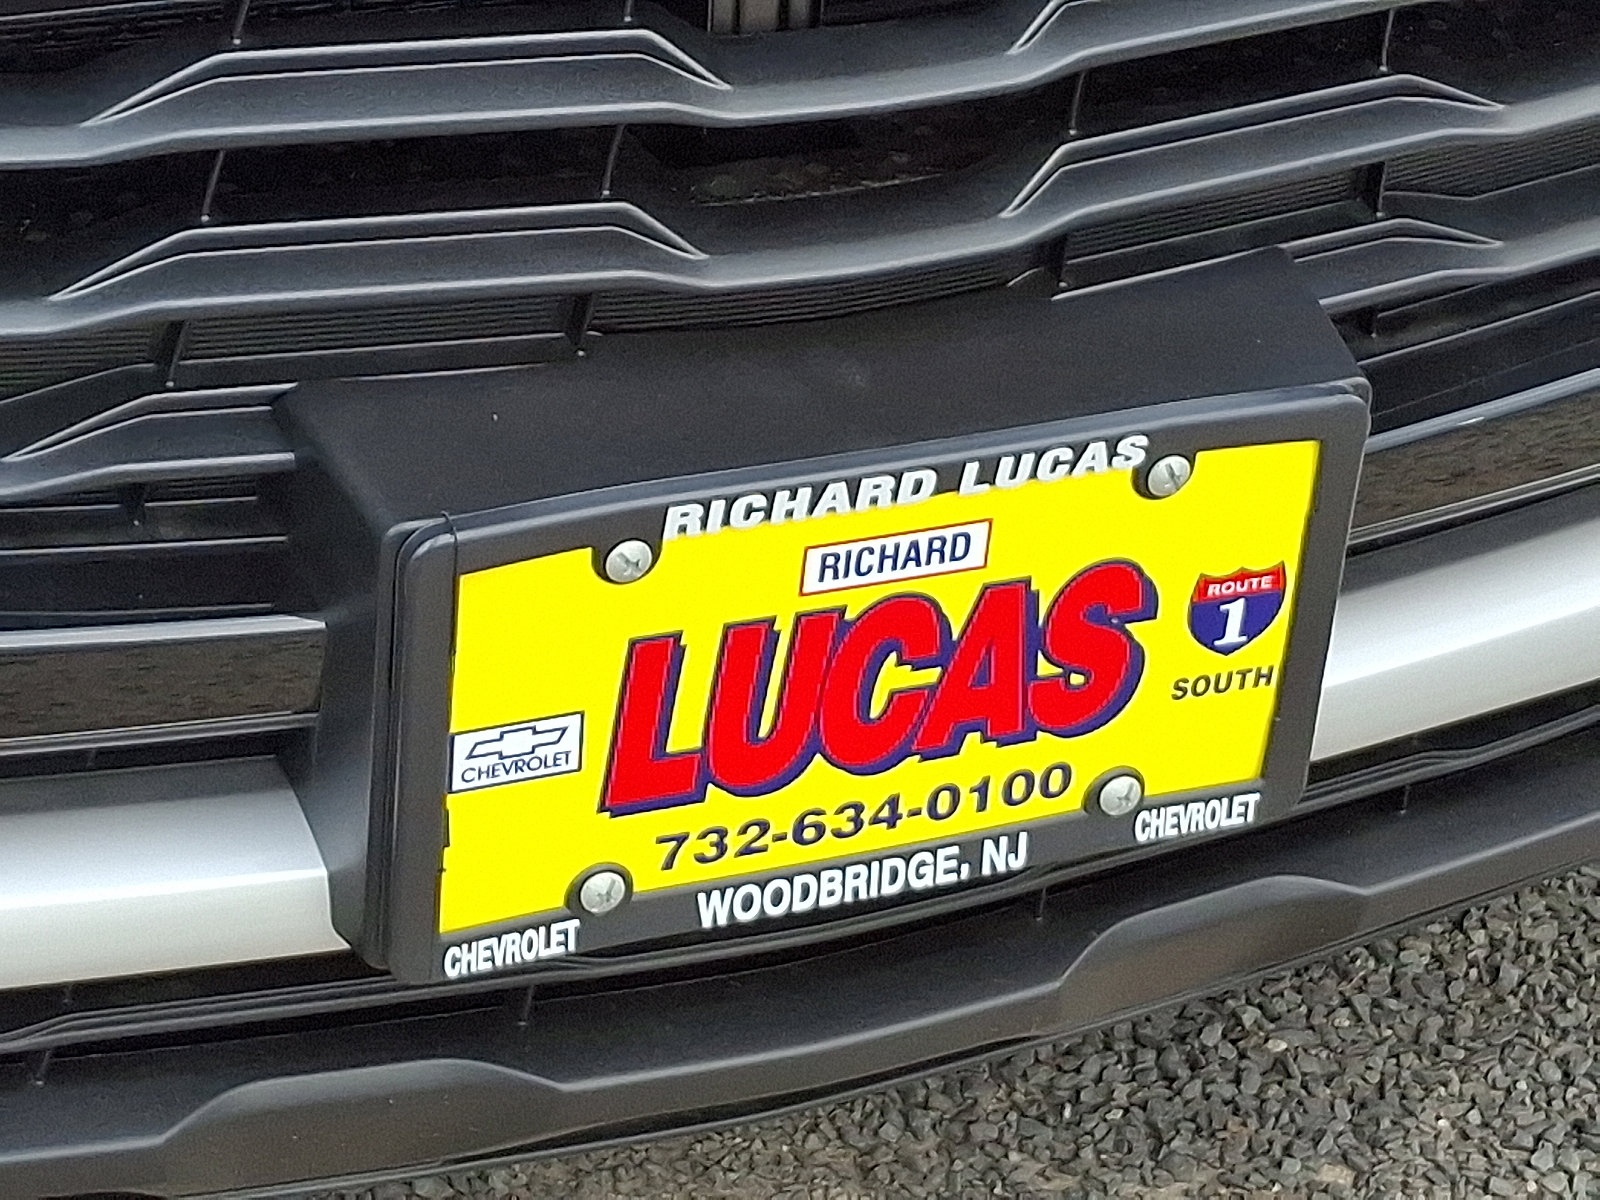 RICHARD LUCAS
RICHARD
LUCAS
ROUTE
1
SOUTH
CHEVROLET
732-634-0100
WOODBRIDGE, NJ
CHEVROLET
CHEVROLET